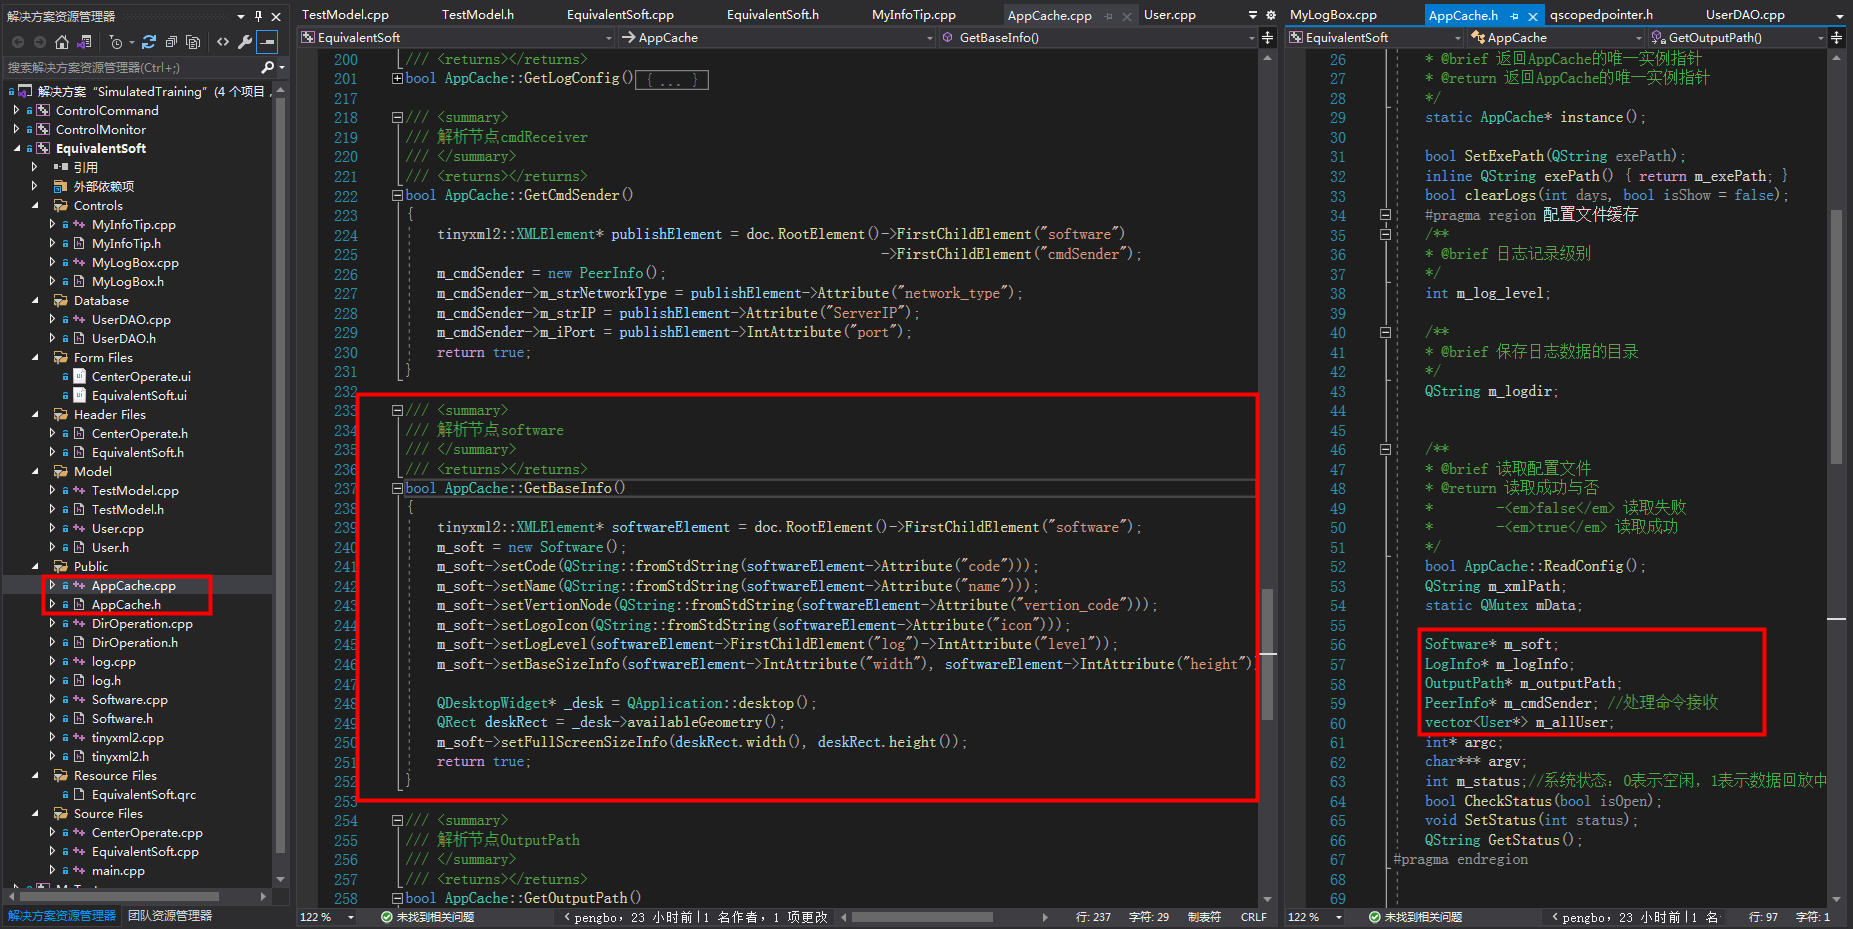 解决方案资源管理器
搜索解决方案资源管理器(Ctrl+;)
解决方案 "SimulatedTraining" (4 个项目，
ControlCommand
ControlMonitor
EquivalentSoft
引用
外部依赖项
Controls
MyInfoTip.cpp
MyInfoTip.h
MyLogBox.cpp
MyLogBox.h
Database
UserDAO.cpp
UserDAO.h
Form Files
CenterOperate.ui
EquivalentSoft.ui
Header Files
CenterOperate.h
EquivalentSoft.h
Model
TestModel.cpp
TestModel.h
User.cpp
User.h
Public
AppCache.cpp
AppCache.h
DirOperation.cpp
DirOperation.h
log.cpp
log.h
Software.cpp
Software.h
tinyxml2.cpp
tinyxml2.h
Resource Files
EquivalentSoft.qrc
Source Files
CenterOperate.cpp
EquivalentSoft.cpp
main.cpp
解决方案资源管理器 团队资源管理器
TestModel.cpp TestModel.h EquivalentSoft.cpp EquivalentSoft.h MyInfoTip.cpp AppCache.cpp User.cpp
EquivalentSoft AppCache GetBaseInfo()
200 /// <returns></returns>
201 bool AppCache::GetLogConfig(){ ... }
217
218 /// <summary>
219 /// 解析节点cmdReceiver
220 /// </summary>
221 /// <returns></returns>
222 bool AppCache::GetCmdSender()
223 {
224 tinyxml2::XMLElement* publishElement = doc.RootElement()->FirstChildElement("software")
225 ->FirstChildElement("cmdSender");
226 m_cmdSender = new PeerInfo();
227 m_cmdSender->m_strNetworkType = publishElement->Attribute("network_type");
228 m_cmdSender->m_strIP = publishElement->Attribute("ServerIP");
229 m_cmdSender->m_iPort = publishElement->IntAttribute("port");
230 return true;
231 }
232
233 /// <summary>
234 /// 解析节点software
235 /// </summary>
236 /// <returns></returns>
237 bool AppCache::GetBaseInfo()
238 {
239 tinyxml2::XMLElement* softwareElement = doc.RootElement()->FirstChildElement("software");
240 m_soft = new Software();
241 m_soft->setCode(QString::fromStdString(softwareElement->Attribute("code")));
242 m_soft->setName(QString::fromStdString(softwareElement->Attribute("name")));
243 m_soft->setVertionNode(QString::fromStdString(softwareElement->Attribute("vertion_code")));
244 m_soft->setLogoIcon(QString::fromStdString(softwareElement->Attribute("icon")));
245 m_soft->setLogLevel(softwareElement->FirstChildElement("log")->IntAttribute("level"));
246 m_soft->setBaseSizeInfo(softwareElement->IntAttribute("width"), softwareElement->IntAttribute("height")
247
248 QDesktopWidget* _desk = QApplication::desktop();
249 QRect deskRect = _desk->availableGeometry();
250 m_soft->setFullScreenSizeInfo(deskRect.width(), deskRect.height());
251 return true;
252 }
253
254 /// <summary>
255 /// 解析节点OutputPath
256 /// </summary>
257 /// <returns></returns>
258 bool AppCache::GetOutputPath()
122 % 未找到相关问题 pengbo，23 小时前 | 1 名作者，1 项更改 行: 237 字符: 29 制表符 CRLF
MyLogBox.cpp AppCache.h qscopedpointer.h UserDAO.cpp
EquivalentSoft AppCache GetOutputPath()
26 * @brief 返回AppCache的唯一实例指针
27 * @return 返回AppCache的唯一实例指针
28 */
29 static AppCache* instance();
30
31 bool SetExePath(QString exePath);
32 inline QString exePath() { return m_exePath; }
33 bool clearLogs(int days, bool isShow = false);
34 #pragma region 配置文件缓存
35 /**
36 * @brief 日志记录级别
37 */
38 int m_log_level;
39
40 /**
41 * @brief 保存日志数据的目录
42 */
43 QString m_logdir;
44
45
46 /**
47 * @brief 读取配置文件
48 * @return 读取成功与否
49 * -<em>false</em> 读取失败
50 * -<em>true</em> 读取成功
51 */
52 bool AppCache::ReadConfig();
53 QString m_xmlPath;
54 static QMutex mData;
55
56 Software* m_soft;
57 LogInfo* m_logInfo;
58 OutputPath* m_outputPath;
59 PeerInfo* m_cmdSender; //处理命令接收
60 vector<User*> m_allUser;
61 int* argc;
62 char*** argv;
63 int m_status;//系统状态: 0表示空闲，1表示数据回放中
64 bool CheckStatus(bool isOpen);
65 void SetStatus(int status);
66 QString GetStatus();
67 #pragma endregion
68
69
122 % 未找到相关问题 pengbo，23 小时前 | 1 名 行: 97 字符: 1